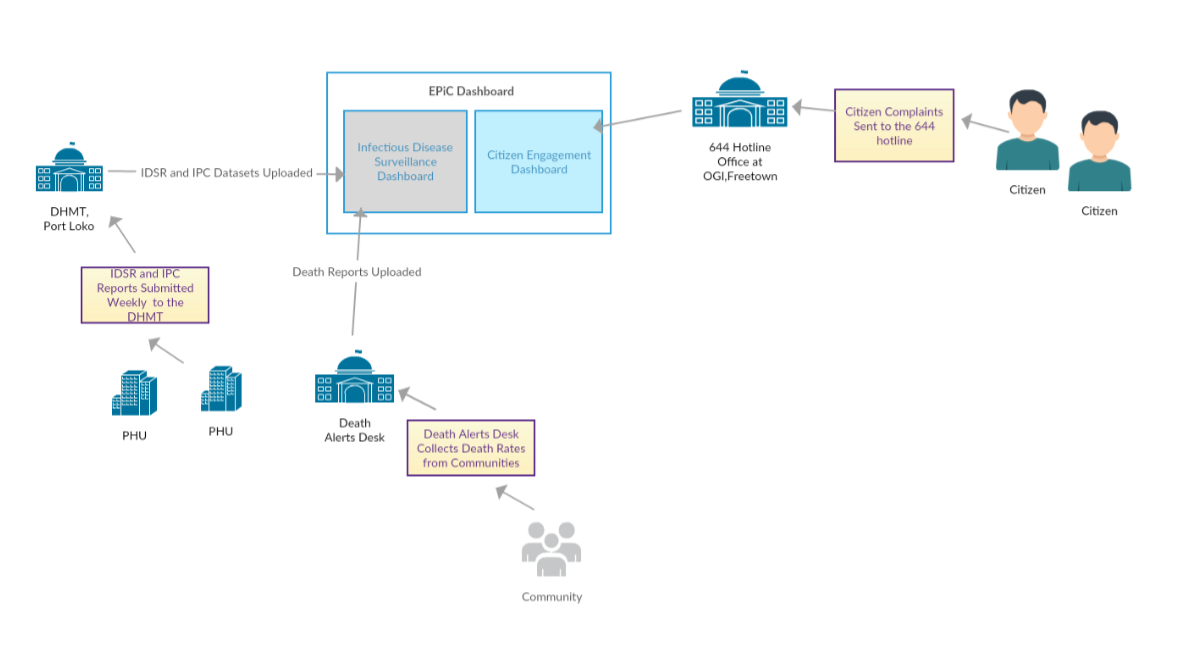 EPiC Dashboard
Infectious Disease
Surveillance
Dashboard
Citizen Engagement
Dashboard
644 Hotline
Office at
OGI,Freetown
Citizen Complaints
Sent to the 644
hotline
Citizen
Citizen
DHMT,
Port Loko
IDSR and IPC Datasets Uploaded
IDSR and IPC
Reports Submitted
Weekly to the
DHMT
PHU
PHU
Death Reports Uploaded
Death
Alerts Desk
Death Alerts Desk
Collects Death Rates
from Communities
Community